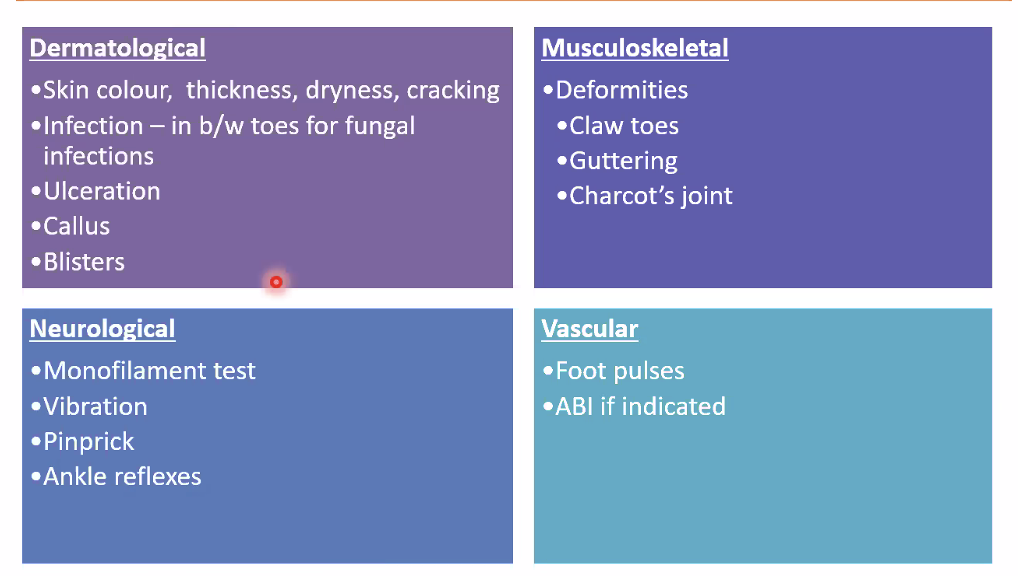 Dermatological
•Skin colour,  thickness, dryness, cracking
•Infection – in b/w toes for fungal
infections
•Ulceration
•Callus
•Blisters
Musculoskeletal
•Deformities
•Claw toes
•Guttering
•Charcot’s joint
Neurological
•Monofilament test
•Vibration
•Pinprick
•Ankle reflexes
Vascular
•Foot pulses
•ABI if indicated